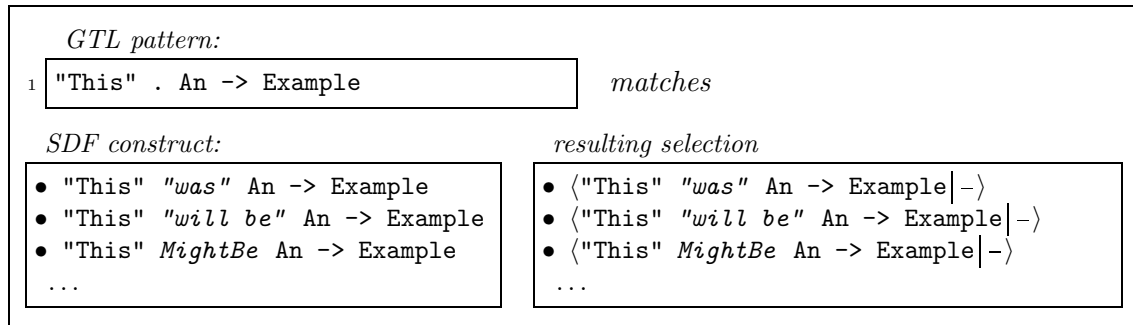 GTL pattern:
1 "This" . An -> Example matches
SDF construct:
• "This" "was" An -> Example
• "This" "will be" An -> Example
• "This" MightBe An -> Example
...
resulting selection
• ⟨"This" "was" An -> Example|–⟩
• ⟨"This" "will be" An -> Example|–⟩
• ⟨"This" MightBe An -> Example|–⟩
...